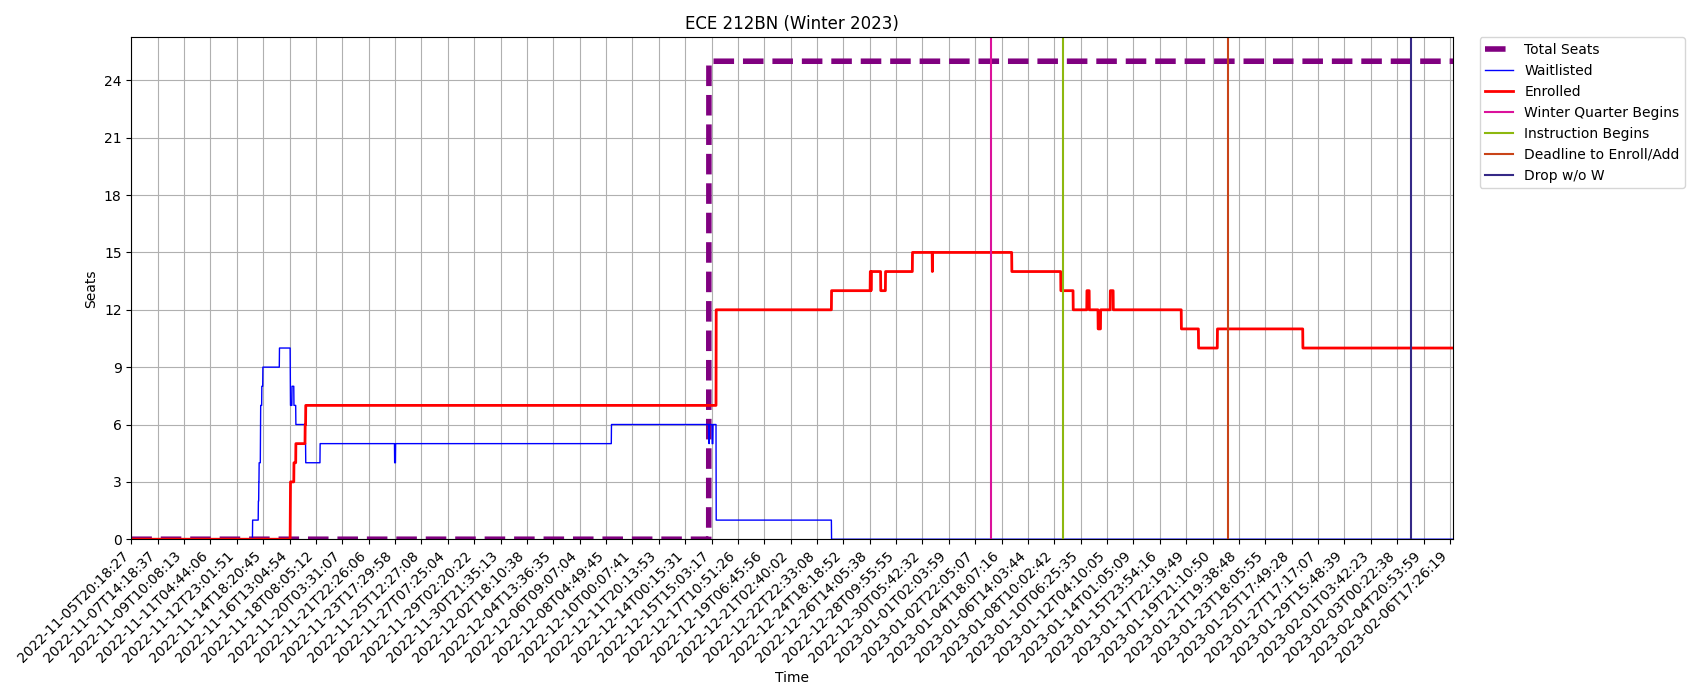 ECE 212BN (Winter 2023)
Total Seats
Waitlisted
Enrolled
Winter Quarter Begins
Instruction Begins
Deadline to Enroll/Add
Drop w/o W
Seats
24
21
18
15
12
9
6
3
0
2022-11-05T20:18:27
2022-11-07T14:18:37
2022-11-09T10:08:13
2022-11-11T04:44:06
2022-11-12T23:01:51
2022-11-14T18:20:45
2022-11-16T13:04:54
2022-11-18T08:05:12
2022-11-20T03:31:07
2022-11-21T22:26:06
2022-11-23T17:29:58
2022-11-25T12:27:08
2022-11-27T07:25:04
2022-11-29T02:20:22
2022-11-30T21:35:13
2022-12-02T18:10:38
2022-12-04T13:36:35
2022-12-06T09:07:04
2022-12-08T04:49:45
2022-12-10T00:07:41
2022-12-11T20:13:53
2022-12-14T00:15:31
2022-12-15T15:03:17
2022-12-17T10:51:26
2022-12-19T06:45:56
2022-12-21T02:40:02
2022-12-22T22:33:08
2022-12-24T18:18:52
2022-12-26T14:05:38
2022-12-28T09:55:55
2022-12-30T05:42:32
2023-01-01T02:03:59
2023-01-02T22:05:07
2023-01-04T18:07:16
2023-01-06T14:03:44
2023-01-08T10:02:42
2023-01-10T06:25:35
2023-01-12T04:10:05
2023-01-14T01:05:09
2023-01-15T23:54:16
2023-01-17T22:19:49
2023-01-19T21:10:50
2023-01-21T19:38:48
2023-01-23T18:05:55
2023-01-25T17:49:28
2023-01-27T17:17:07
2023-01-29T15:48:39
2023-02-01T03:42:23
2023-02-03T00:22:38
2023-02-04T20:53:59
2023-02-06T17:26:19
Time